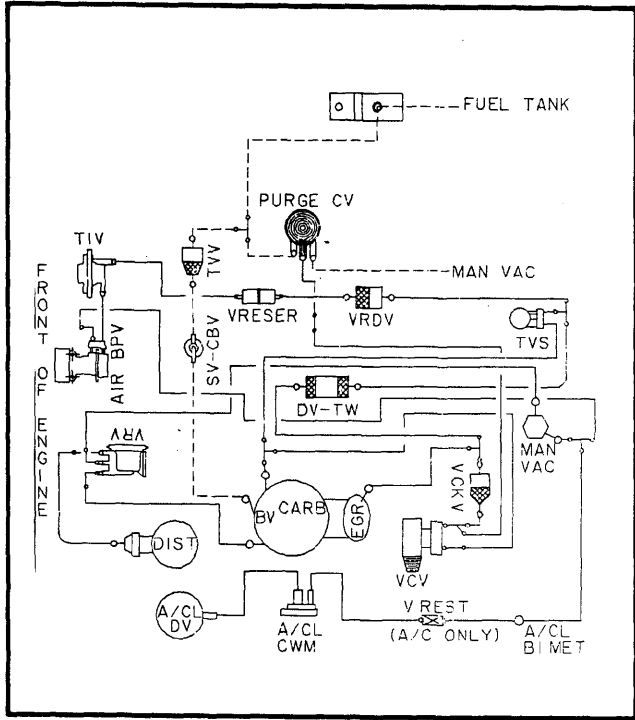 FUEL TANK
PURGE CV
TVV
TIV
MAN VAC
FRONT OF ENGINE
VRESER
VRDV
TVS
SV-CBV
AIR BPV
DV-TW
VRV
MAN
VAC
VCKV
BV
CARB
EGR
DIST
VCV
A/CL
DV
A/CL
CWM
V REST
(A/C ONLY)
A/CL
BIMET